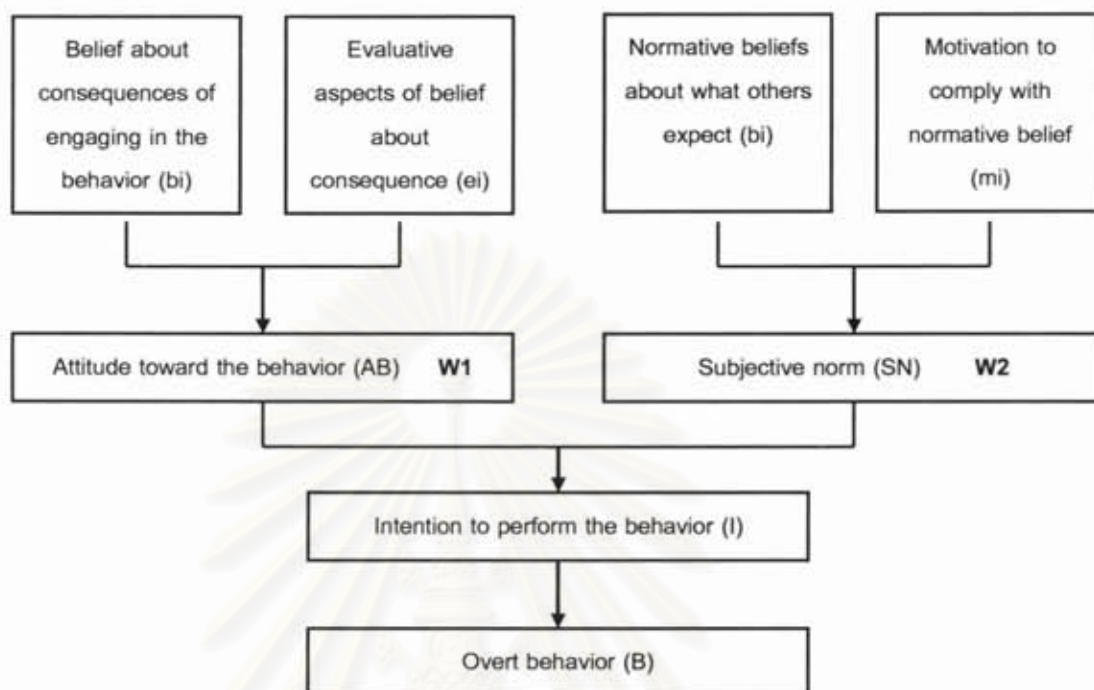 Belief about
consequences of
engaging in the
behavior (bi)
Evaluative
aspects of belief
about
consequence (ei)
Normative beliefs
about what others
expect (bi)
Motivation to
comply with
normative belief
(mi)
Attitude toward the behavior (AB) W1
Subjective norm (SN) W2
Intention to perform the behavior (I)
Overt behavior (B)